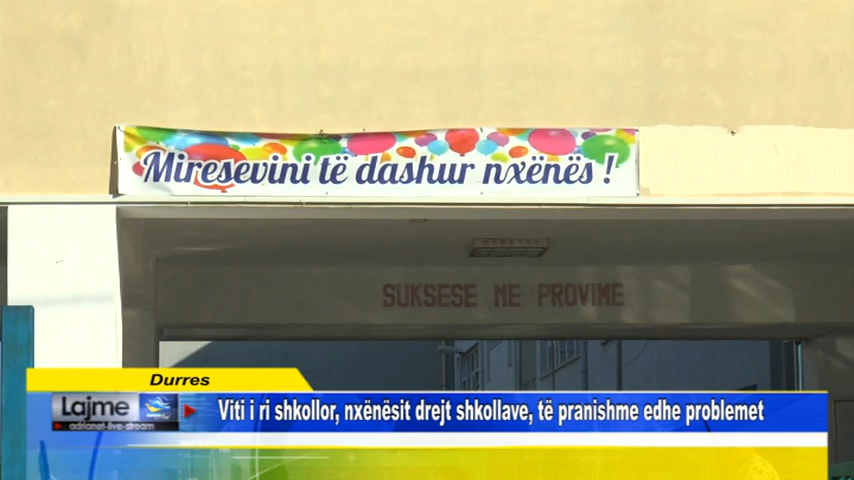 Miresevini të dashur nxënës !
SUKSESE NE PROVIME
Durres
Lajme
adrianet-live-stream
Viti i ri shkollor, nxënësit drejt shkollave, të pranishme edhe problemet